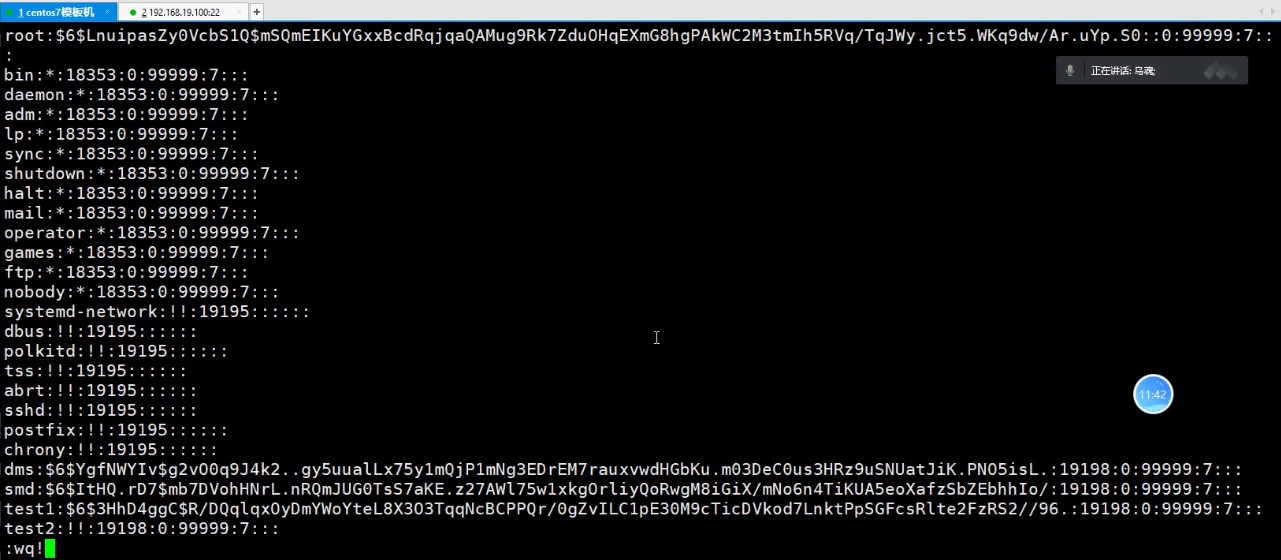 1 centos7模板机 ×
2 192.168.19.100:22 × +
root:$6$LnuipasZy0VcbS1Q$mSQmEIKuYGxxBcdRqjqaQAMug9Rk7ZduOHqEXmG8hgPAkWC2M3tmIh5RVq/TqJWy.jct5.WKq9dw/Ar.uYp.S0::0:99999:7::
:
正在讲话: 乌魂;
bin:*:18353:0:99999:7:::
daemon:*:18353:0:99999:7:::
adm:*:18353:0:99999:7:::
lp:*:18353:0:99999:7:::
sync:*:18353:0:99999:7:::
shutdown:*:18353:0:99999:7:::
halt:*:18353:0:99999:7:::
mail:*:18353:0:99999:7:::
operator:*:18353:0:99999:7:::
games:*:18353:0:99999:7:::
ftp:*:18353:0:99999:7:::
nobody:*:18353:0:99999:7:::
systemd-network:!!:19195::::::
dbus:!!:19195::::::
polkitd:!!:19195::::::
tss:!!:19195::::::
abrt:!!:19195::::::
11:42
sshd:!!:19195::::::
postfix:!!:19195::::::
chrony:!!:19195::::::
dms:$6$YgfNWYIv$g2vO0q9J4k2..gy5uualLx75y1mQjP1mNg3EDrEM7rauxvwdHGbKu.m03DeC0us3HRz9uSNUatJiK.PNO5isL.:19198:0:99999:7:::
smd:$6$ItHQ.rD7$mb7DVohHNrL.nRQmJUG0TsS7aKE.z27AWl75w1xkgOrliyQoRwgM8iGiX/mNo6n4TiKUA5eoXafzSbZEbhhIo/:19198:0:99999:7:::
test1:$6$3HhD4ggC$R/DQqlqxOyDmYWoYteL8X3O3TqqNcBCPPQr/0gZvILC1pE30M9cTicDVkod7LnktPpSGFcsRlte2FzRS2//96.:19198:0:99999:7:::
test2:!!:19198:0:99999:7:::
:wq!